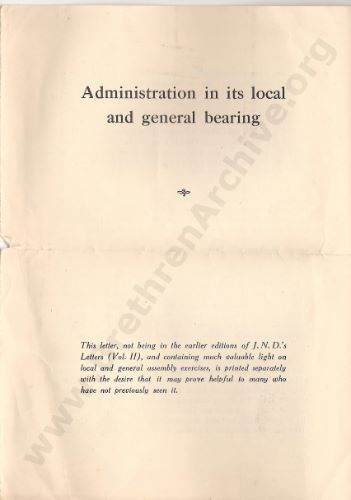 Administration in its local
and general bearing
This letter, not being in the earlier editions of J.N.D.'s
Letters (Vol. II), and containing much valuable light on
local and general assembly exercises, is printed separately
with the desire that it may prove helpful to many who
have not previously seen it.
www.BrethrenArchive.org